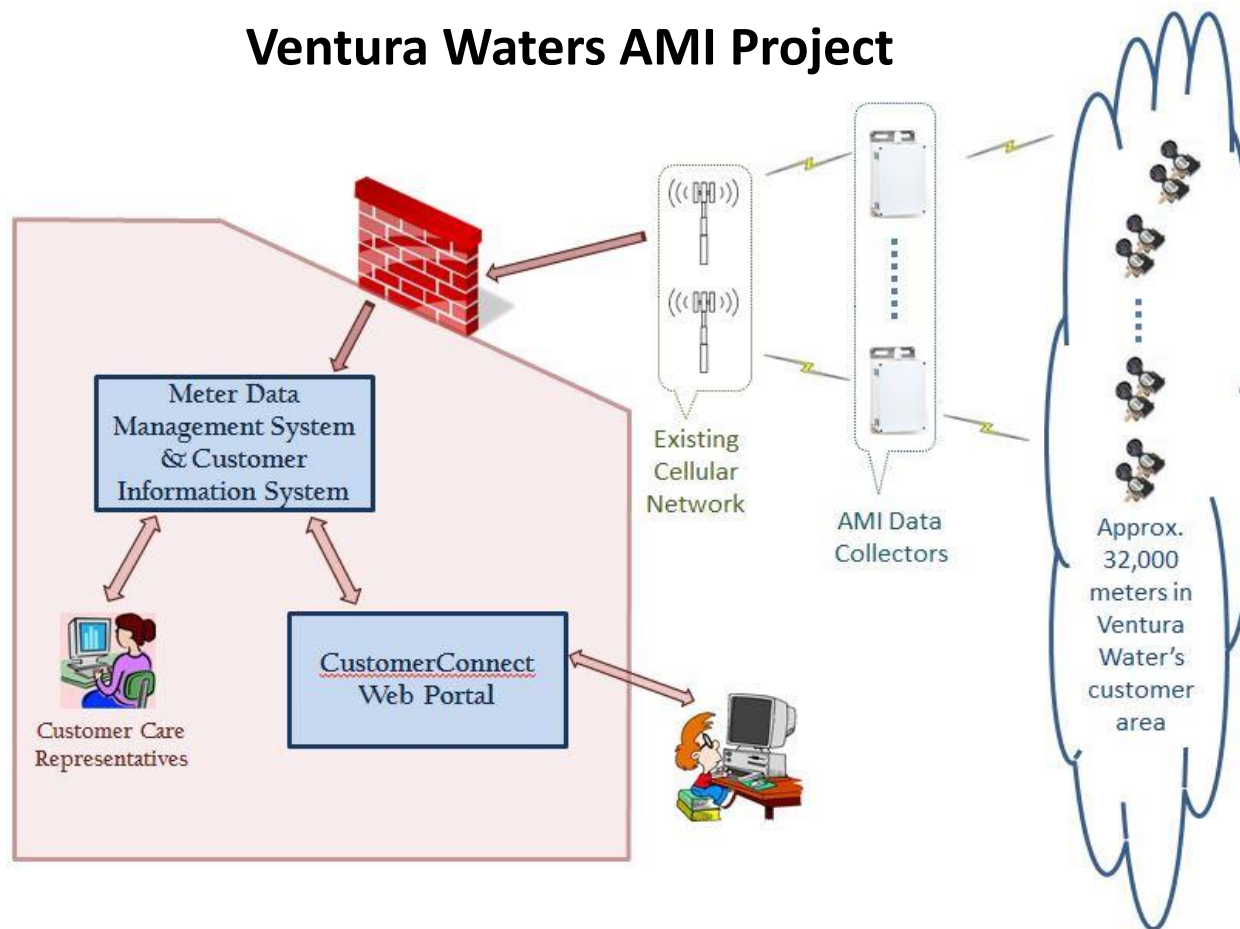 Ventura Waters AMI Project
Meter Data
Management System
& Customer
Information System
Existing
Cellular
Network
AMI Data
Collectors
Approx.
32,000
meters in
Ventura
Water's
customer
area
CustomerConnect
Web Portal
Customer Care
Representatives